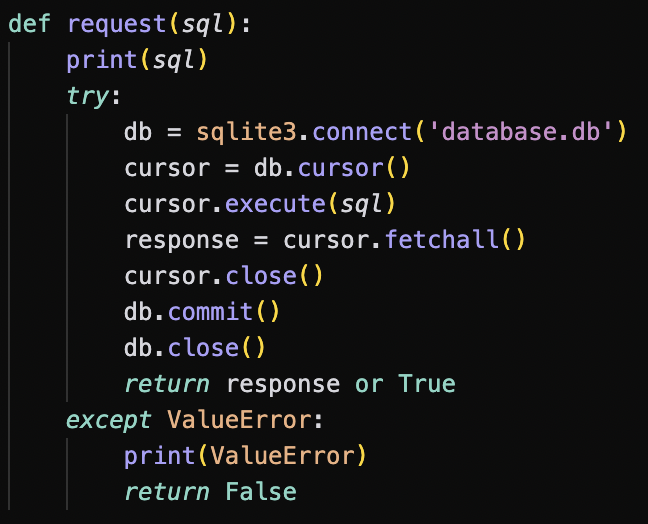 def request(sql):
    print(sql)
    try:
        db = sqlite3.connect('database.db')
        cursor = db.cursor()
        cursor.execute(sql)
        response = cursor.fetchall()
        cursor.close()
        db.commit()
        db.close()
        return response or True
    except ValueError:
        print(ValueError)
        return False